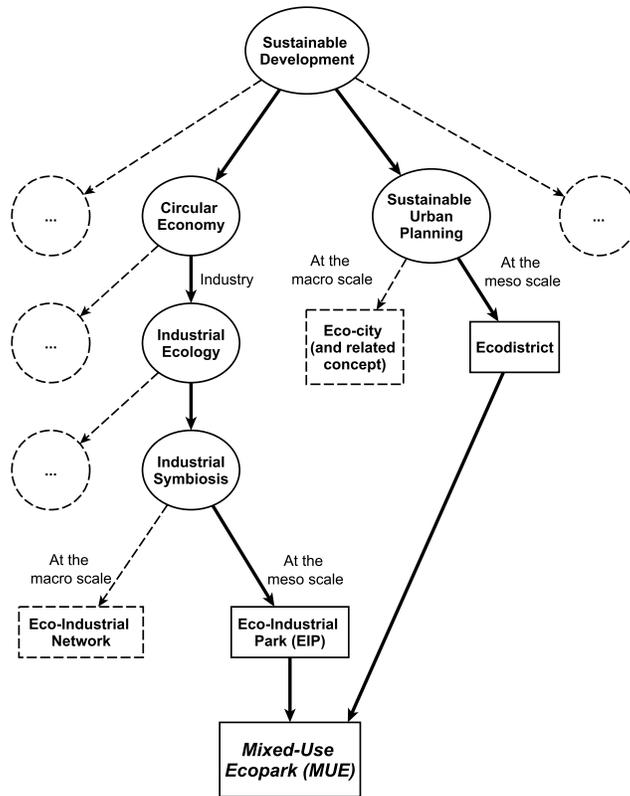 Sustainable
Development
...
Circular
Economy
Sustainable
Urban
Planning
...
Industry
At the
macro scale
At the
meso scale
...
Industrial
Ecology
Eco-city
(and related
concept)
Ecodistrict
...
Industrial
Symbiosis
At the
macro scale
At the
meso scale
Eco-Industrial
Network
Eco-Industrial
Park (EIP)
Mixed-Use
Ecopark (MUE)